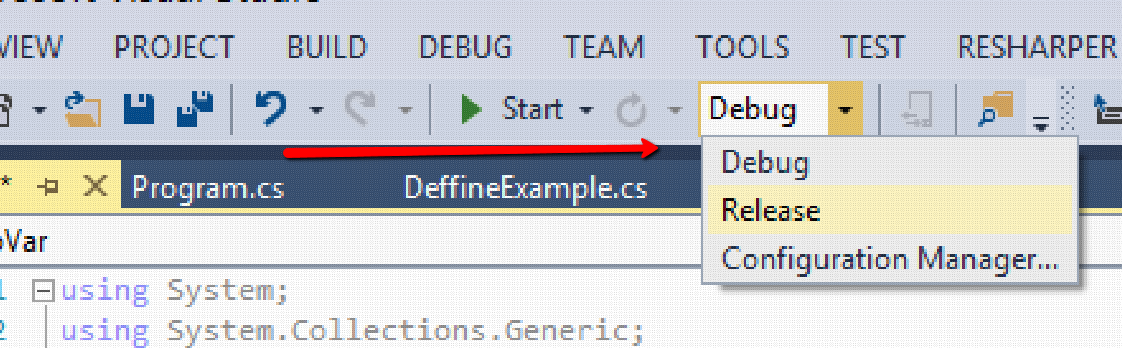 VIEW PROJECT BUILD DEBUG TEAM TOOLS TEST RESHARPER
Start Debug
Debug
Release
Configuration Manager...
* Program.cs DeffineExample.cs
Var
1 using System;
2 using System.Collections.Generic;